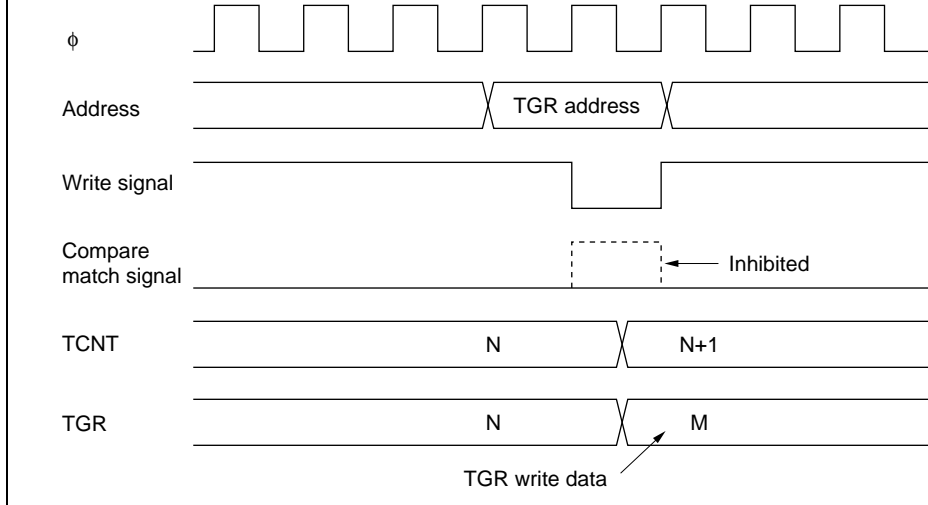 ϕ
Address
TGR address
Write signal
Compare
match signal
Inhibited
TCNT
N
N+1
TGR
N
M
TGR write data